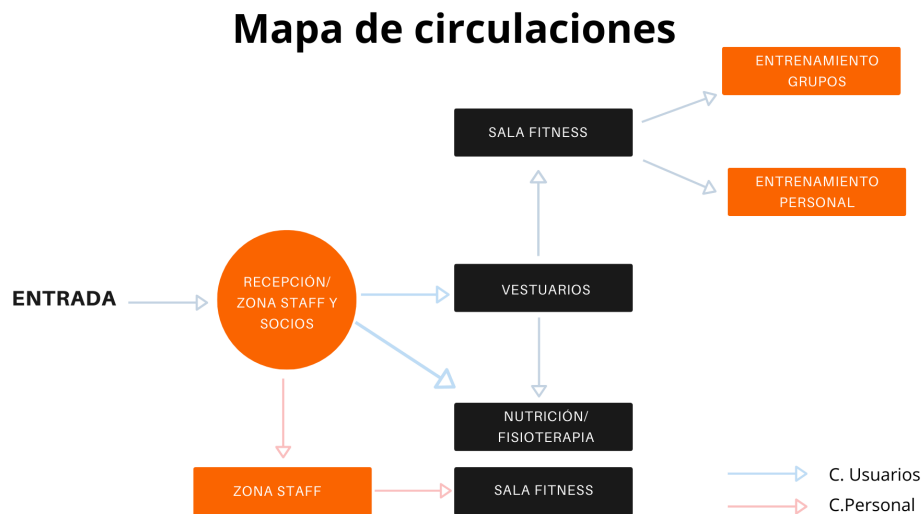 Mapa de circulaciones
ENTRENAMIENTO
GRUPOS
SALA FITNESS
ENTRENAMIENTO
PERSONAL
ENTRADA
RECEPCIÓN/
ZONA STAFF Y
SOCIOS
VESTUARIOS
NUTRICIÓN/
FISIOTERAPIA
ZONA STAFF
SALA FITNESS
C. Usuarios
C.Personal